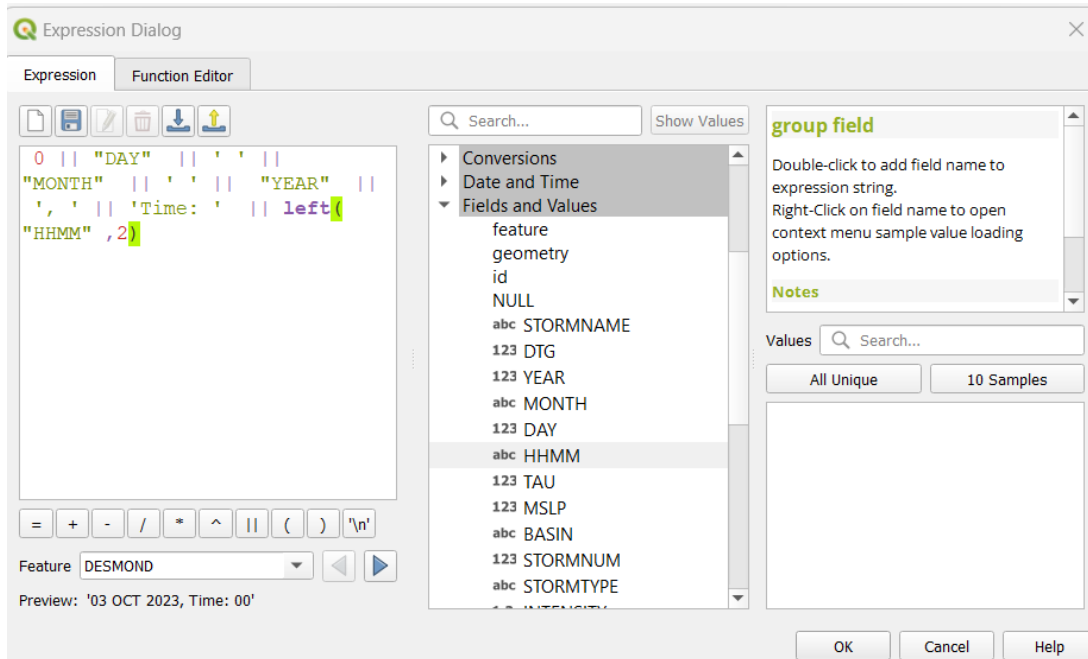 Expression Dialog
Expression
Function Editor
0 || "DAY" || ' ' ||
"MONTH" || ' ' || "YEAR" ||
', ' || 'Time: ' || left(
"HHMM" ,2)
= + - / * ^ || ( ) '\n'
Feature DESMOND
Preview: '03 OCT 2023, Time: 00'
Search...
Show Values
Conversions
Date and Time
Fields and Values
feature
geometry
id
NULL
abc STORMNAME
123 DTG
123 YEAR
abc MONTH
123 DAY
abc HHMM
123 TAU
123 MSLP
abc BASIN
123 STORMNUM
abc STORMTYPE
group field
Double-click to add field name to
expression string.
Right-Click on field name to open
context menu sample value loading
options.
Notes
Values Search...
All Unique
10 Samples
OK
Cancel
Help